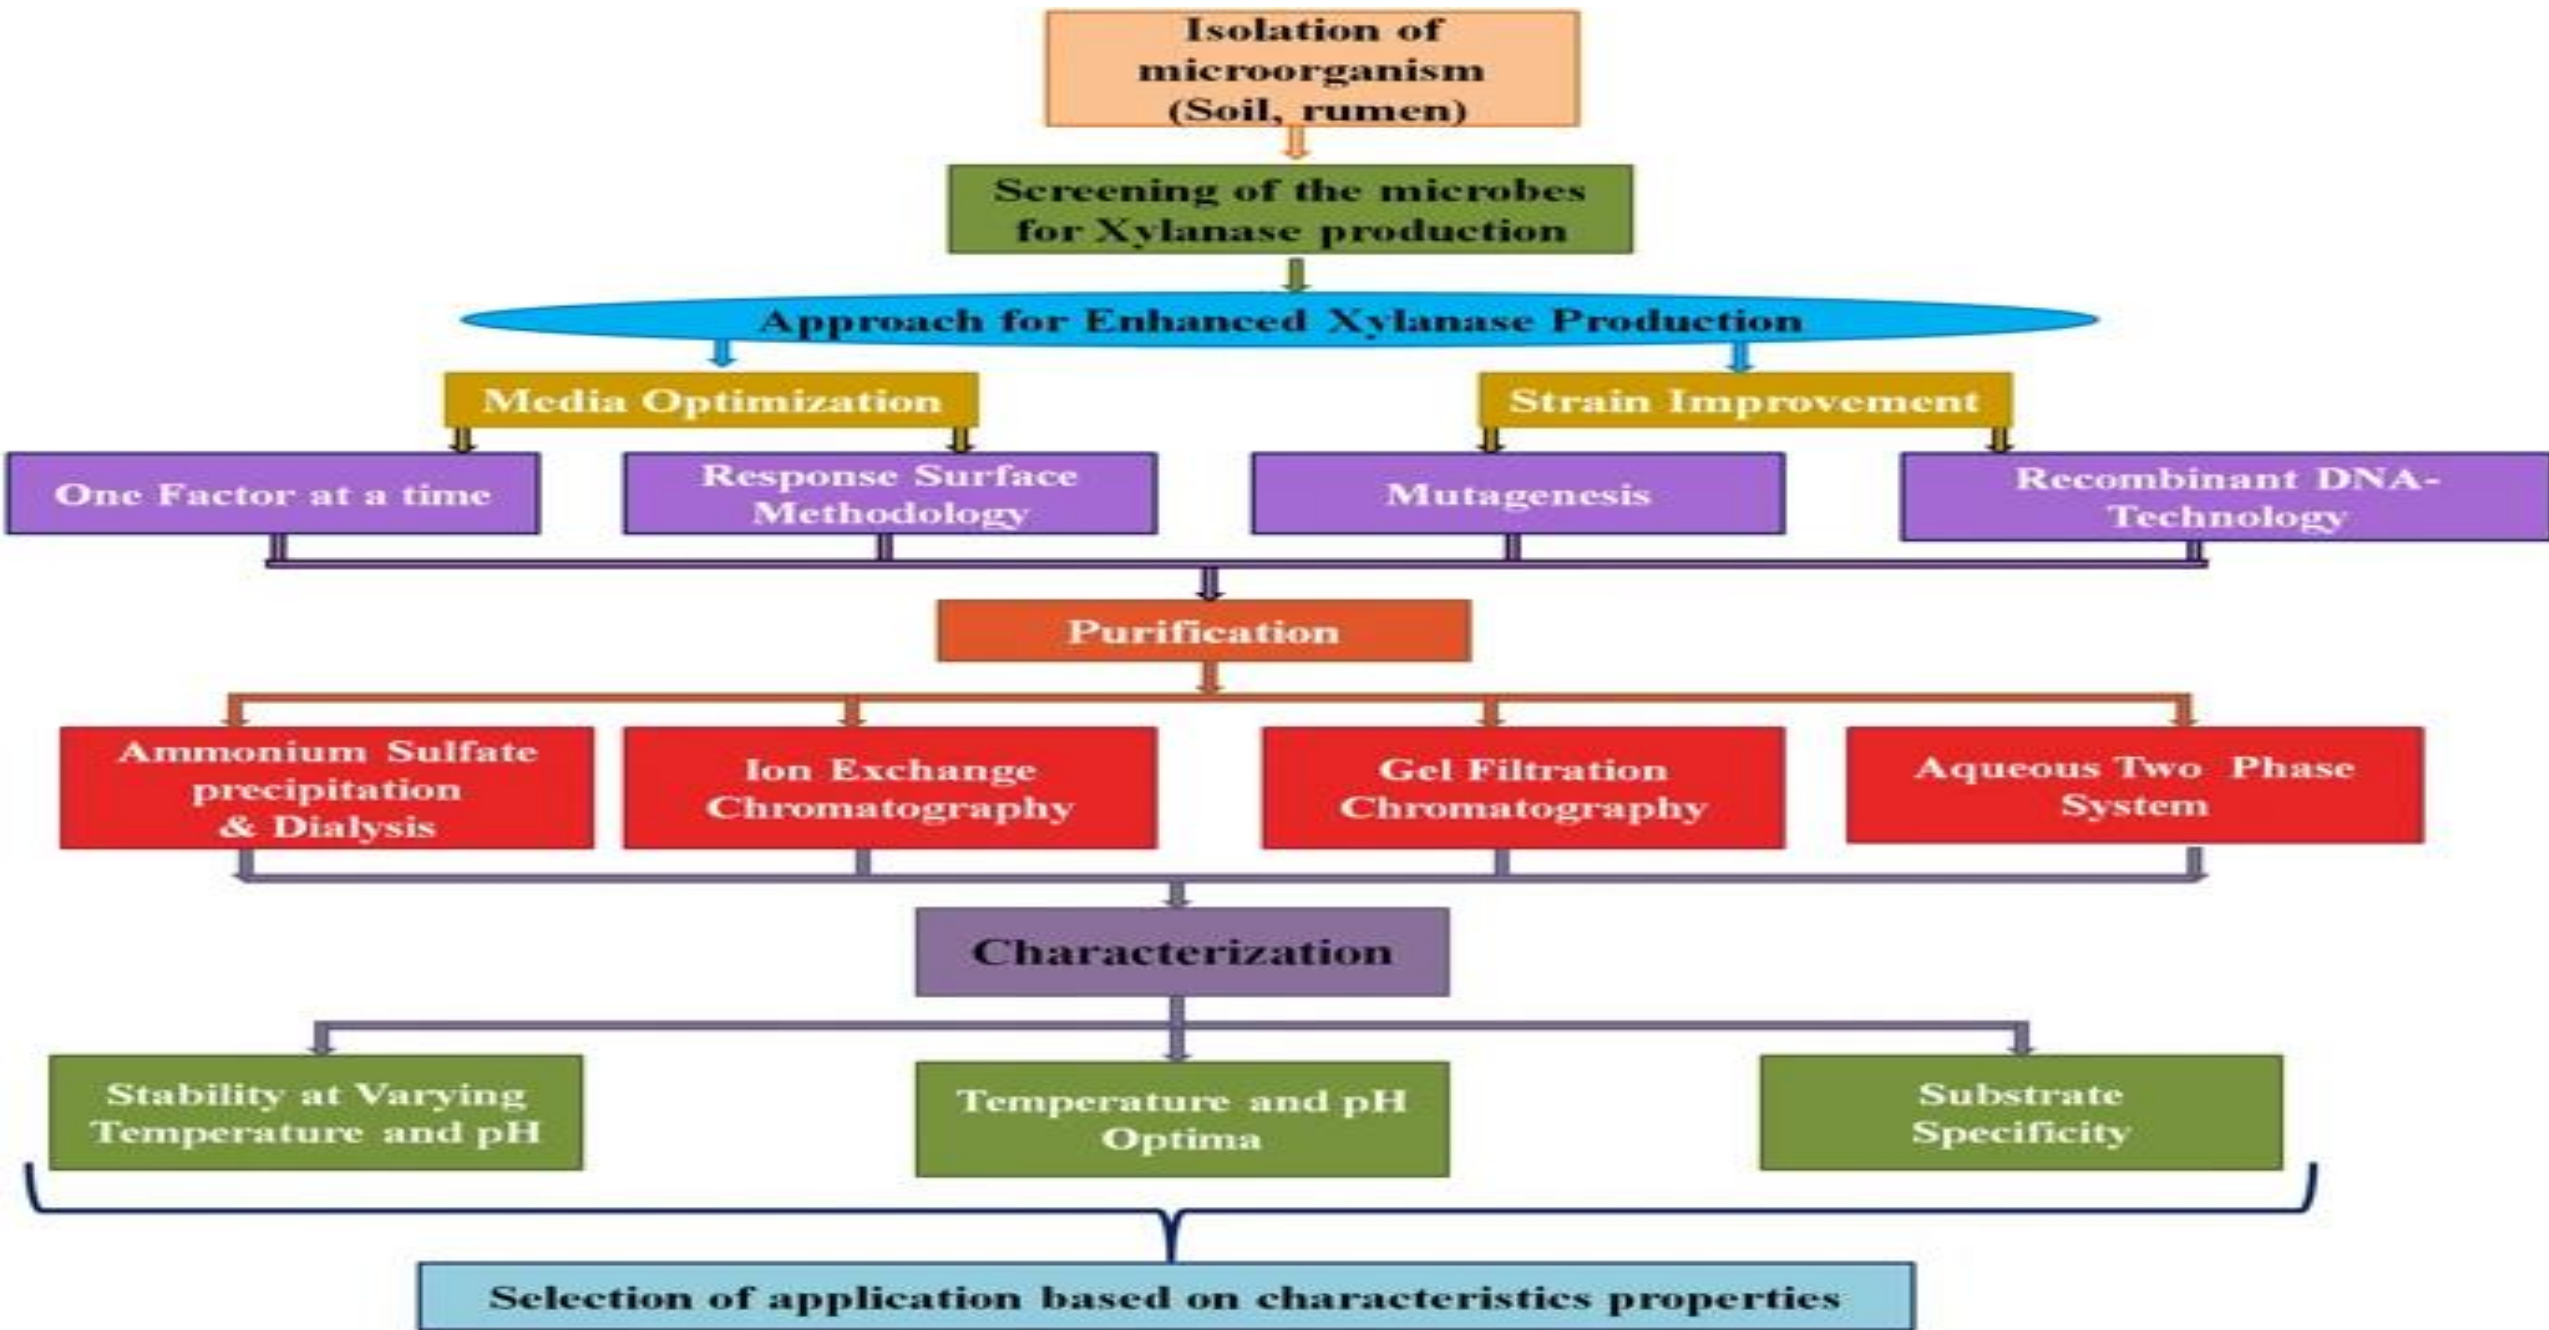 Isolation of
microorganism
(Soil, rumen)
Screening of the microbes
for Xylanase production
Approach for Enhanced Xylanase Production
Media Optimization
Strain Improvement
One Factor at a time
Response Surface
Methodology
Mutagenesis
Recombinant DNA-
Technology
Purification
Ammonium Sulfate
precipitation
& Dialysis
Ion Exchange
Chromatography
Gel Filtration
Chromatography
Aqueous Two Phase
System
Characterization
Stability at Varying
Temperature and pH
Temperature and pH
Optima
Substrate
Specificity
Selection of application based on characteristics properties